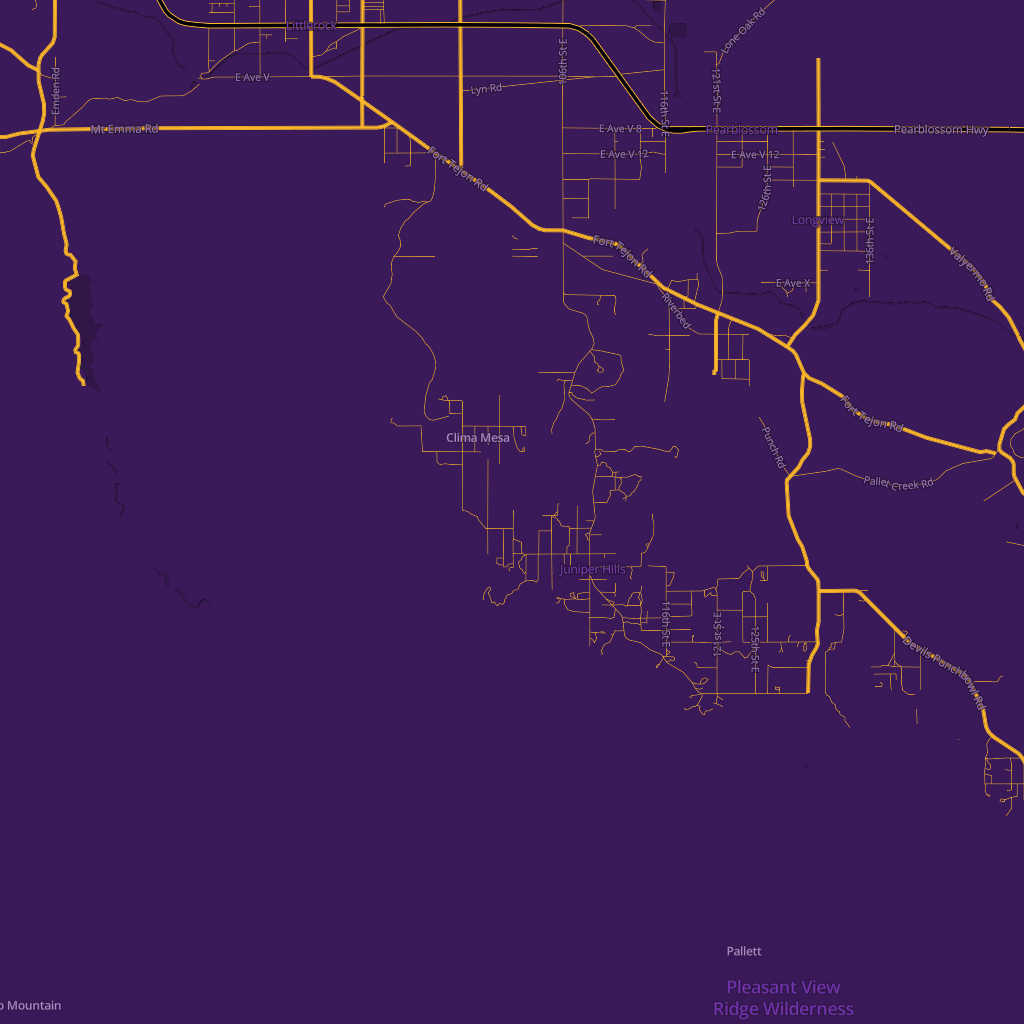 Littlerock
Lone Oak Rd
106th St E
E Ave V
Emden Rd
Lyn Rd
121st St E
116th St E
Mt Emma Rd
E Ave V-8
Pearblossom
Pearblossom Hwy
E Ave V-12
E Ave V-12
Fort Tejon Rd
126th St E
Longview
136th St E
Fort Tejon Rd
Valyermo Rd
E Ave X
Riverbed
Fort Tejon Rd
Clima Mesa
Punch Rd
Pallet Creek Rd
Juniper Hills
116th St E
121st St E
125th St E
Devils Punchbowl Rd
Pallett
Pleasant View
Ridge Wilderness
Mountain